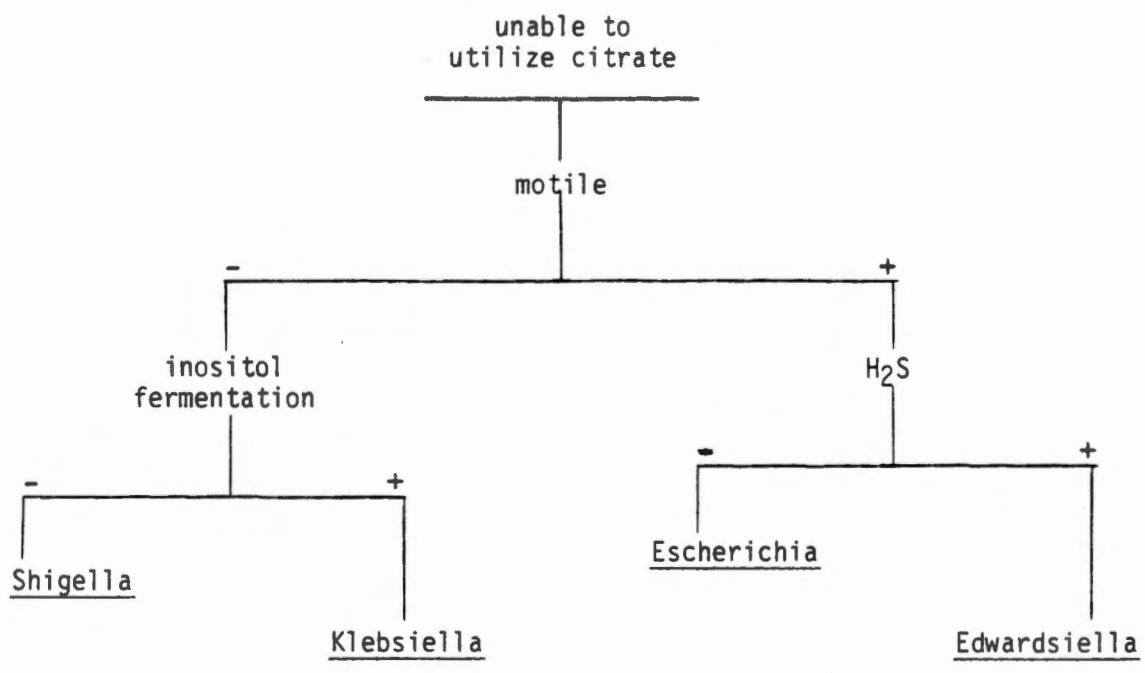 unable to
utilize citrate
motile
- +
inositol
fermentation
H₂S
- +
- +
Escherichia
Shigella
Klebsiella
Edwardsiella